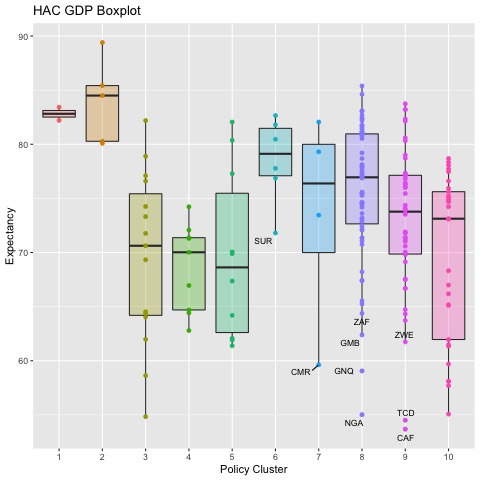 HAC GDP Boxplot
Expectancy
90
80
70
60
SUR
ZAF
ZWE
GMB
CMR
GNQ
TCD
NGA
CAF
1 2 3 4 5 6 7 8 9 10
Policy Cluster